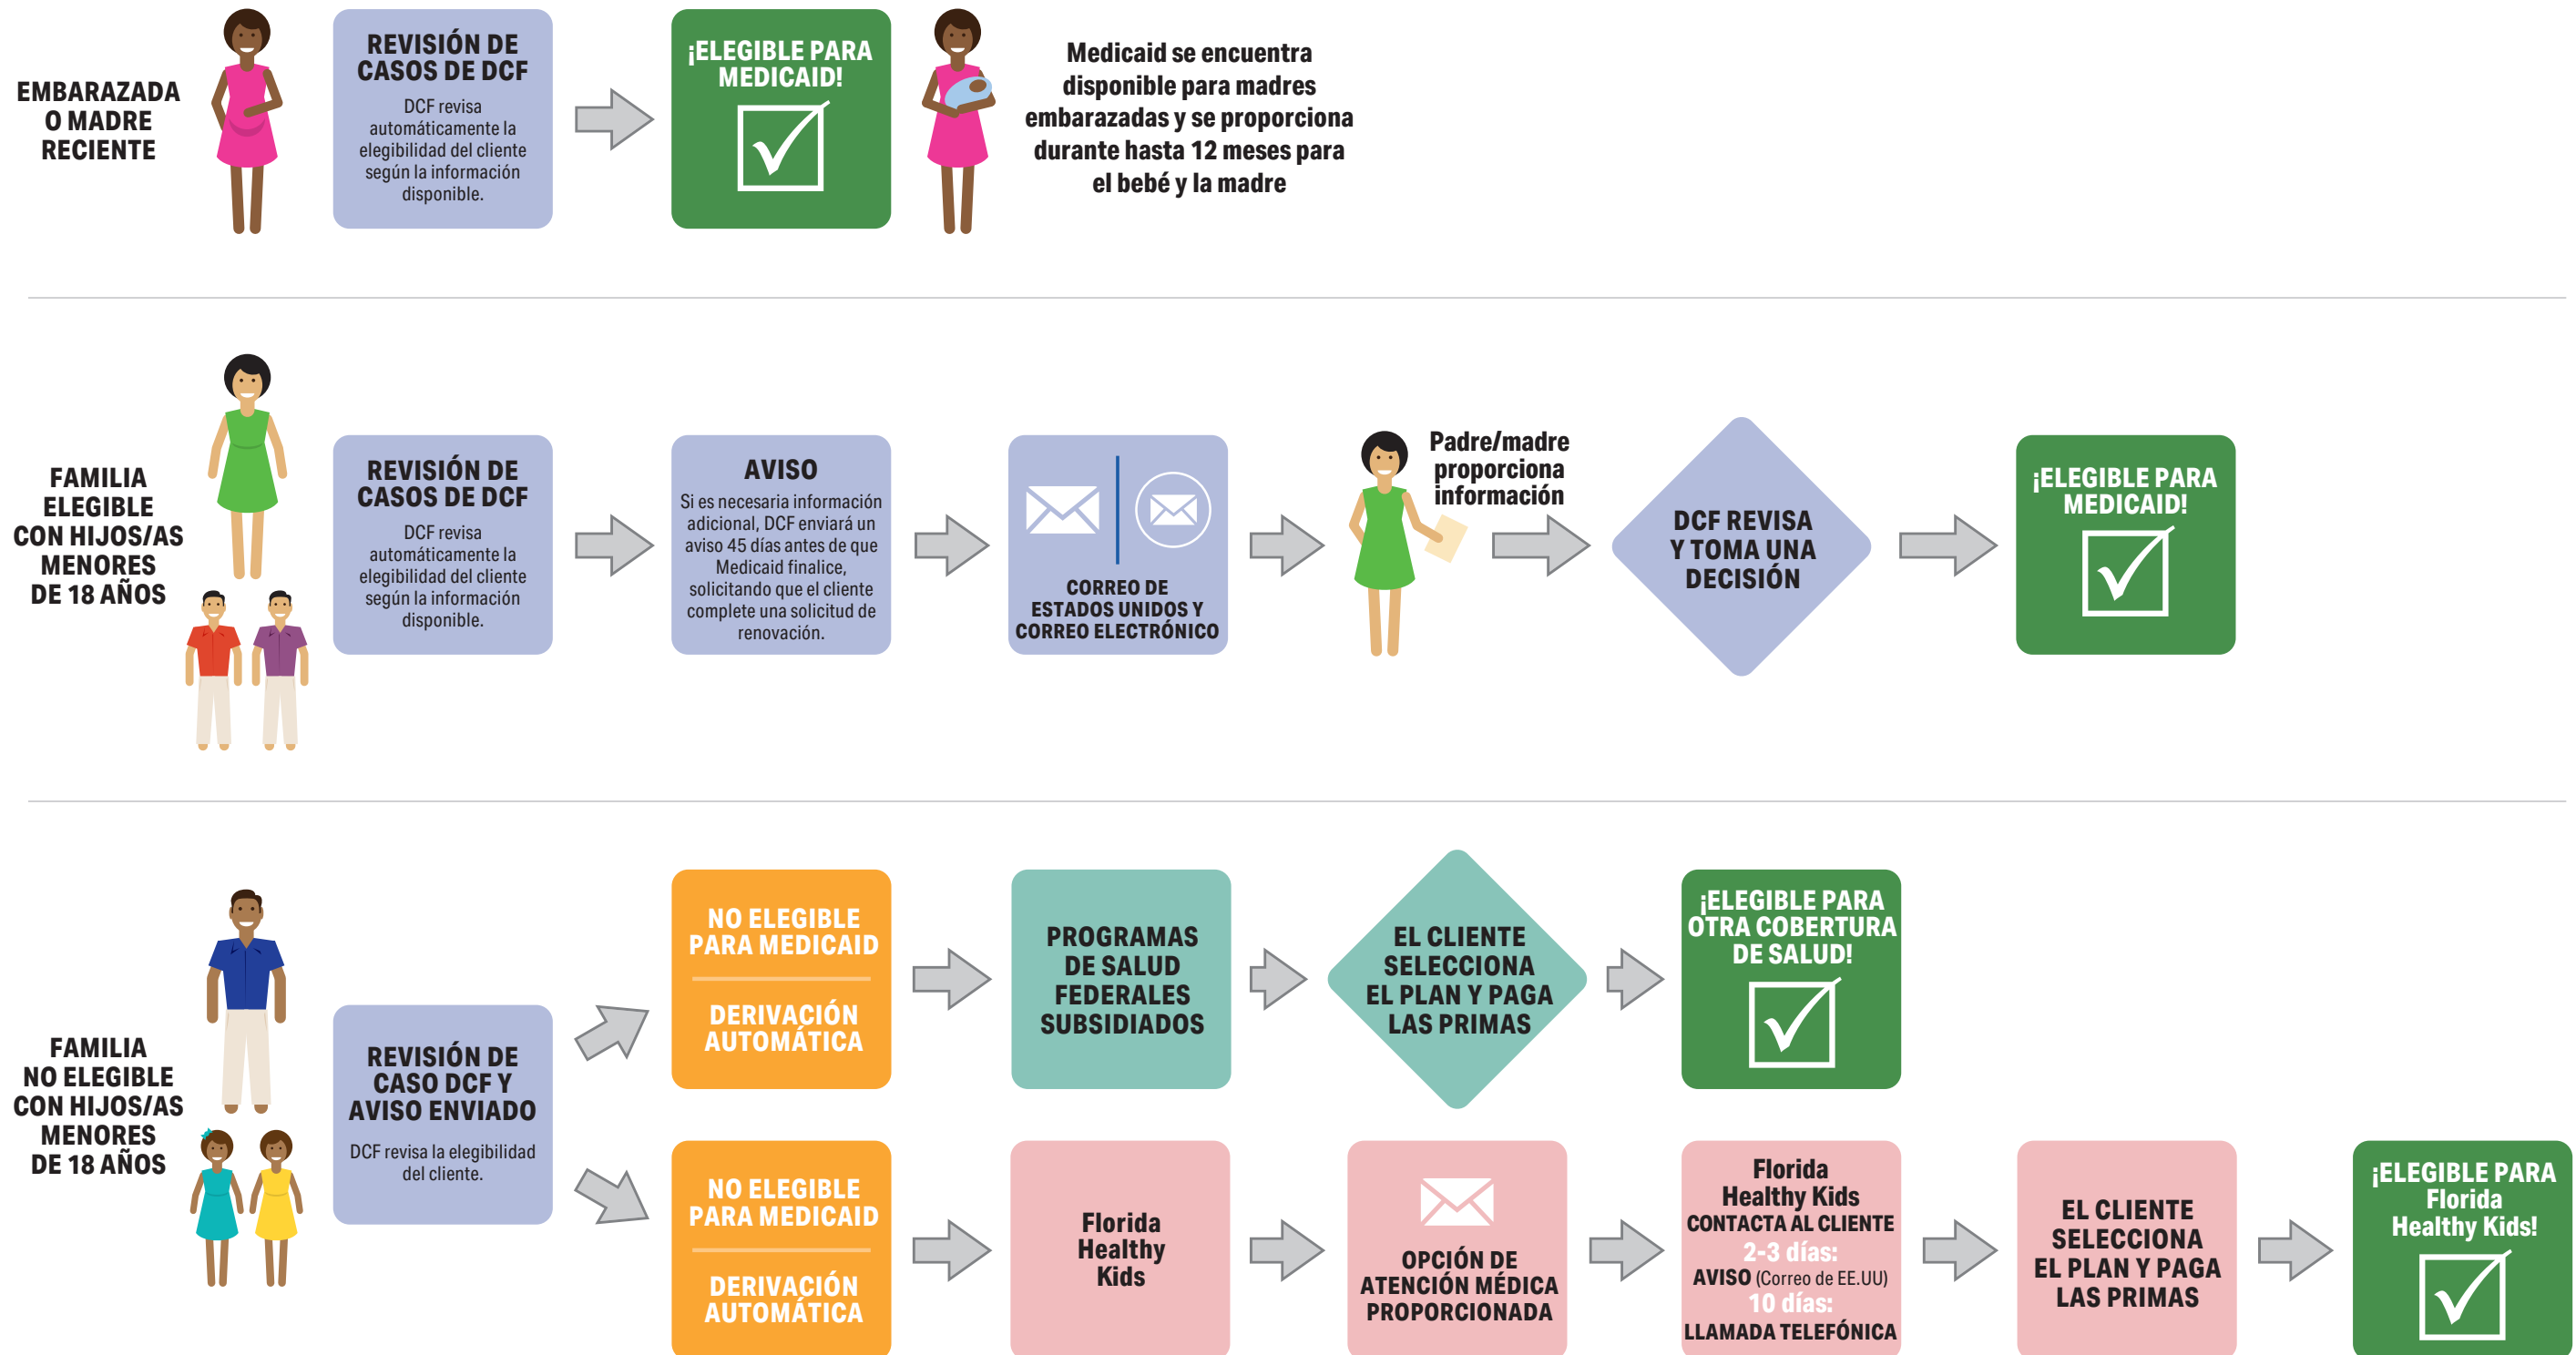 EMBARAZADA
O MADRE
RECIENTE
REVISIÓN DE
CASOS DE DCF
DCF revisa
automáticamente la
elegibilidad del cliente
según la información
disponible.
¡ELEGIBLE PARA
MEDICAID!
Medicaid se encuentra
disponible para madres
embarazadas y se proporciona
durante hasta 12 meses para
el bebé y la madre
FAMILIA
ELEGIBLE
CON HIJOS/AS
MENORES
DE 18 AÑOS
REVISIÓN DE
CASOS DE DCF
DCF revisa
automáticamente la
elegibilidad del cliente
según la información
disponible.
AVISO
Si es necesaria información
adicional, DCF enviará un
aviso 45 días antes de que
Medicaid finalice,
solicitando que el cliente
complete una solicitud de
renovación.
CORREO DE
ESTADOS UNIDOS Y
CORREO ELECTRÓNICO
Padre/madre
proporciona
información
DCF REVISA
Y TOMA UNA
DECISIÓN
¡ELEGIBLE PARA
MEDICAID!
FAMILIA
NO ELEGIBLE
CON HIJOS/AS
MENORES
DE 18 AÑOS
REVISIÓN DE
CASO DCF Y
AVISO ENVIADO
DCF revisa la elegibilidad
del cliente.
NO ELEGIBLE
PARA MEDICAID
DERIVACIÓN
AUTOMÁTICA
PROGRAMAS
DE SALUD
FEDERALES
SUBSIDIADOS
EL CLIENTE
SELECCIONA
EL PLAN Y PAGA
LAS PRIMAS
¡ELEGIBLE PARA
OTRA COBERTURA
DE SALUD!
NO ELEGIBLE
PARA MEDICAID
DERIVACIÓN
AUTOMÁTICA
Florida
Healthy
Kids
OPCIÓN DE
ATENCIÓN MÉDICA
PROPORCIONADA
Florida
Healthy Kids
CONTACTA AL CLIENTE
2-3 días:
AVISO (Correo de EE.UU)
10 días:
LLAMADA TELEFÓNICA
EL CLIENTE
SELECCIONA
EL PLAN Y PAGA
LAS PRIMAS
¡ELEGIBLE PARA
Florida
Healthy Kids!